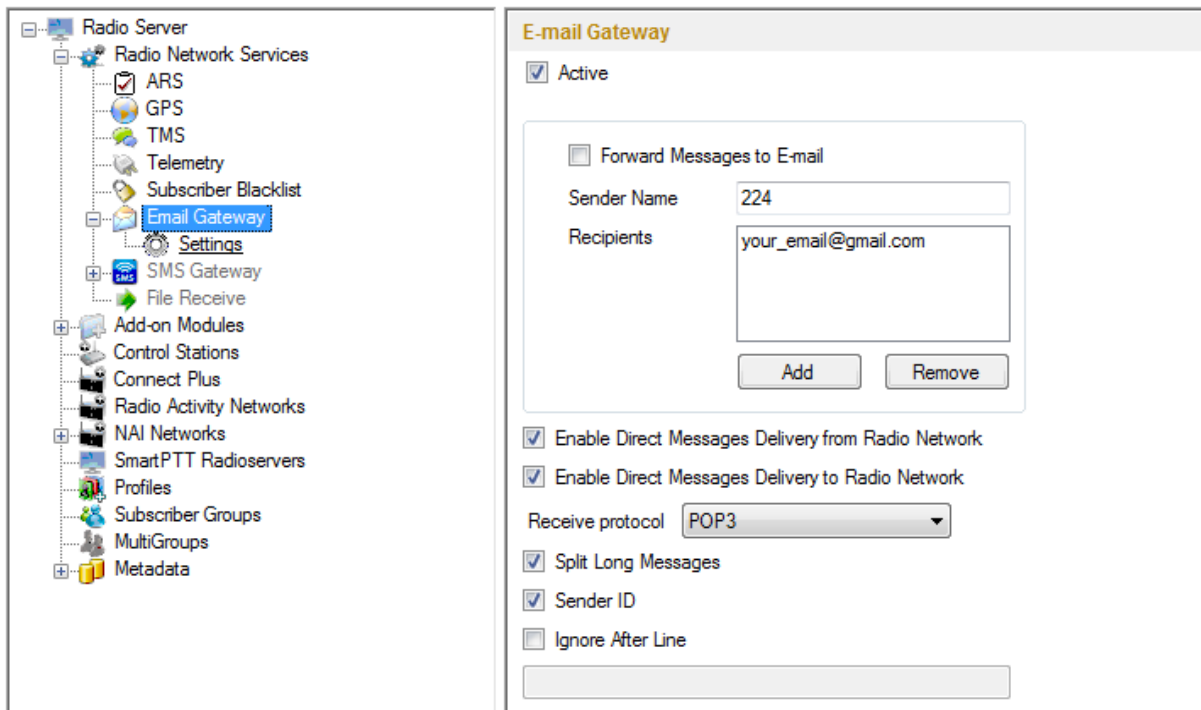 Radio Server
Radio Network Services
ARS
GPS
TMS
Telemetry
Subscriber Blacklist
Email Gateway
Settings
SMS Gateway
File Receive
Add-on Modules
Control Stations
Connect Plus
Radio Activity Networks
NAI Networks
SmartPTT Radioservers
Profiles
Subscriber Groups
MultiGroups
Metadata
E-mail Gateway
Active
Forward Messages to E-mail
Sender Name 224
Recipients your_email@gmail.com
Add Remove
Enable Direct Messages Delivery from Radio Network
Enable Direct Messages Delivery to Radio Network
Receive protocol POP3
Split Long Messages
Sender ID
Ignore After Line